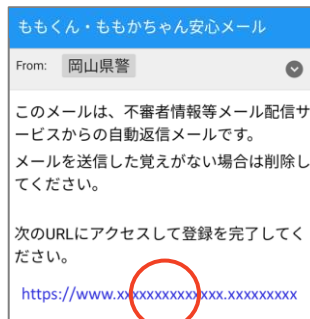 ももくん・ももかちゃん安心メール
From: 岡山県警
このメールは、不審者情報等メール配信サ
ービスからの自動返信メールです。
メールを送信した覚えがない場合は削除し
てください。
次のURLにアクセスして登録を完了してく
ださい。
https://www.xxxxxxxxxxxxxx.xxxxxxxxx